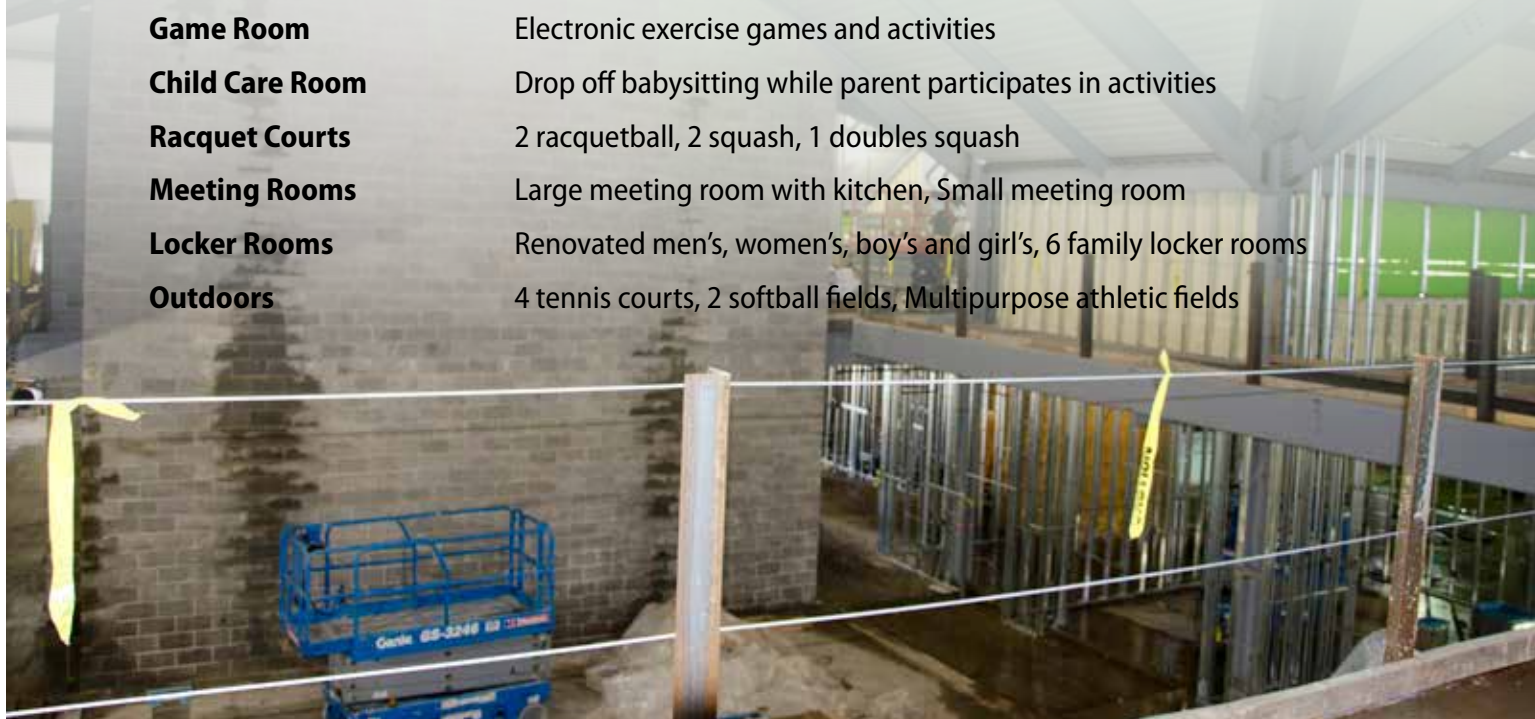 Game Room Electronic exercise games and activities
Child Care Room Drop off babysitting while parent participates in activities
Racquet Courts 2 racquetball, 2 squash, 1 doubles squash
Meeting Rooms Large meeting room with kitchen, Small meeting room
Locker Rooms Renovated men’s, women’s, boy’s and girl’s, 6 family locker rooms
Outdoors 4 tennis courts, 2 softball fields, Multipurpose athletic fields
Genie GS-3246